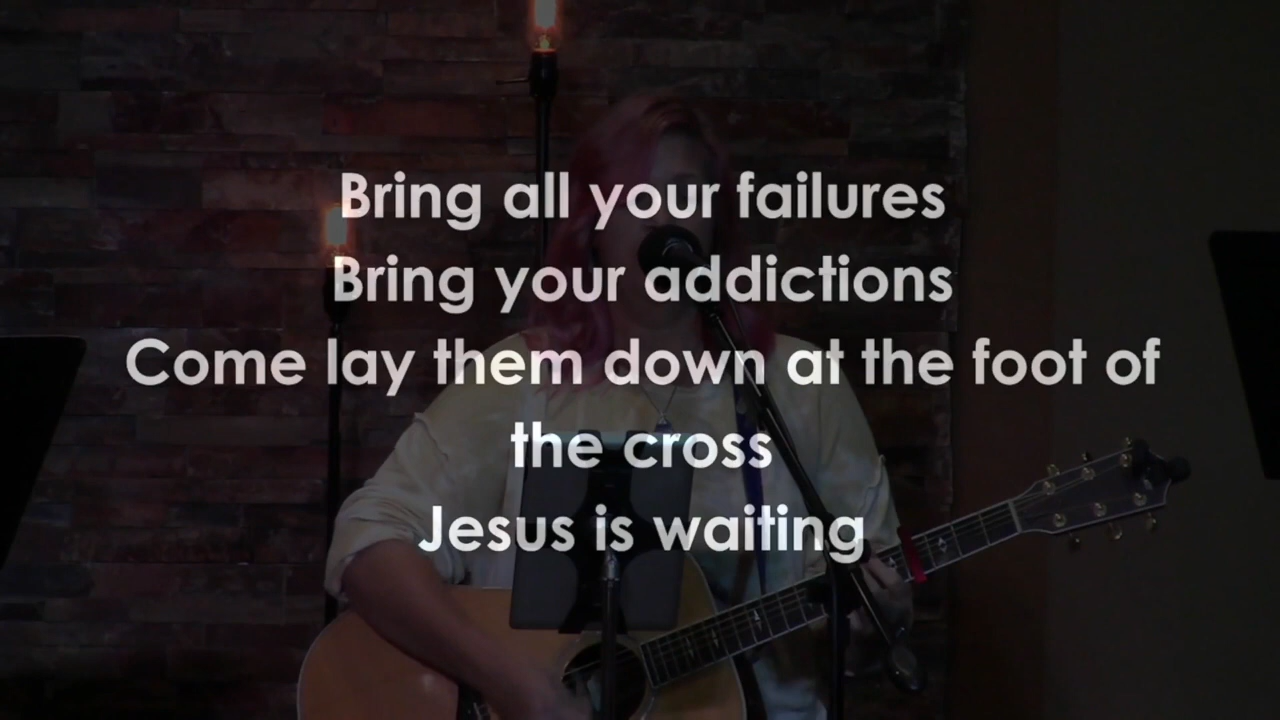 Bring all your failures
Bring your addictions
Come lay them down at the foot of
the cross
Jesus is waiting